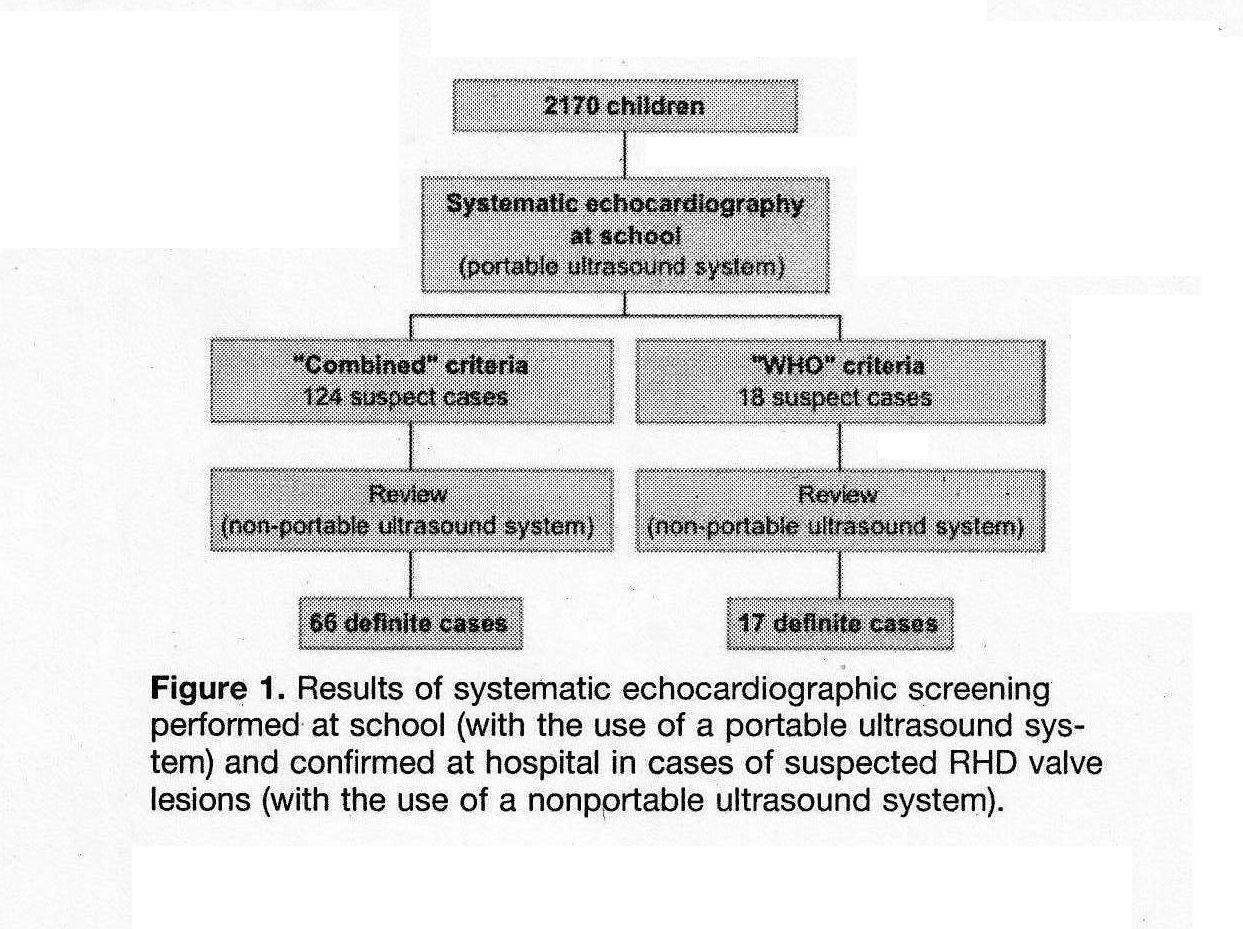 2170 children
Systematic echocardiography
at school
(portable ultrasound system)
"Combined" criteria
124 suspect cases
"WHO" criteria
18 suspect cases
Review
(non-portable ultrasound system)
Review
(non-portable ultrasound system)
66 definite cases
17 definite cases
Figure 1. Results of systematic echocardiographic screening
performed at school (with the use of a portable ultrasound sys-
tem) and confirmed at hospital in cases of suspected RHD valve
lesions (with the use of a nonportable ultrasound system).